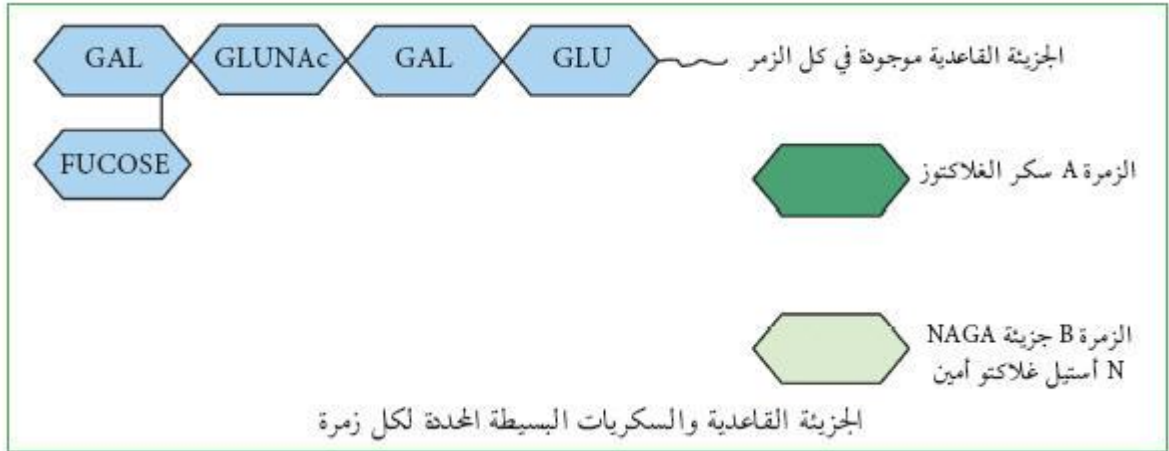 GAL GLUNAc GAL GLU الجزيئة القاعدية موجودة في كل الزمر
FUCOSE
الزمرة A سكر الغلاكتوز
الزمرة B جزيئة NAGA
N أستيل غلاكتو أمين
الجزيئة القاعدية والسكريات البسيطة المحددة لكل زمرة